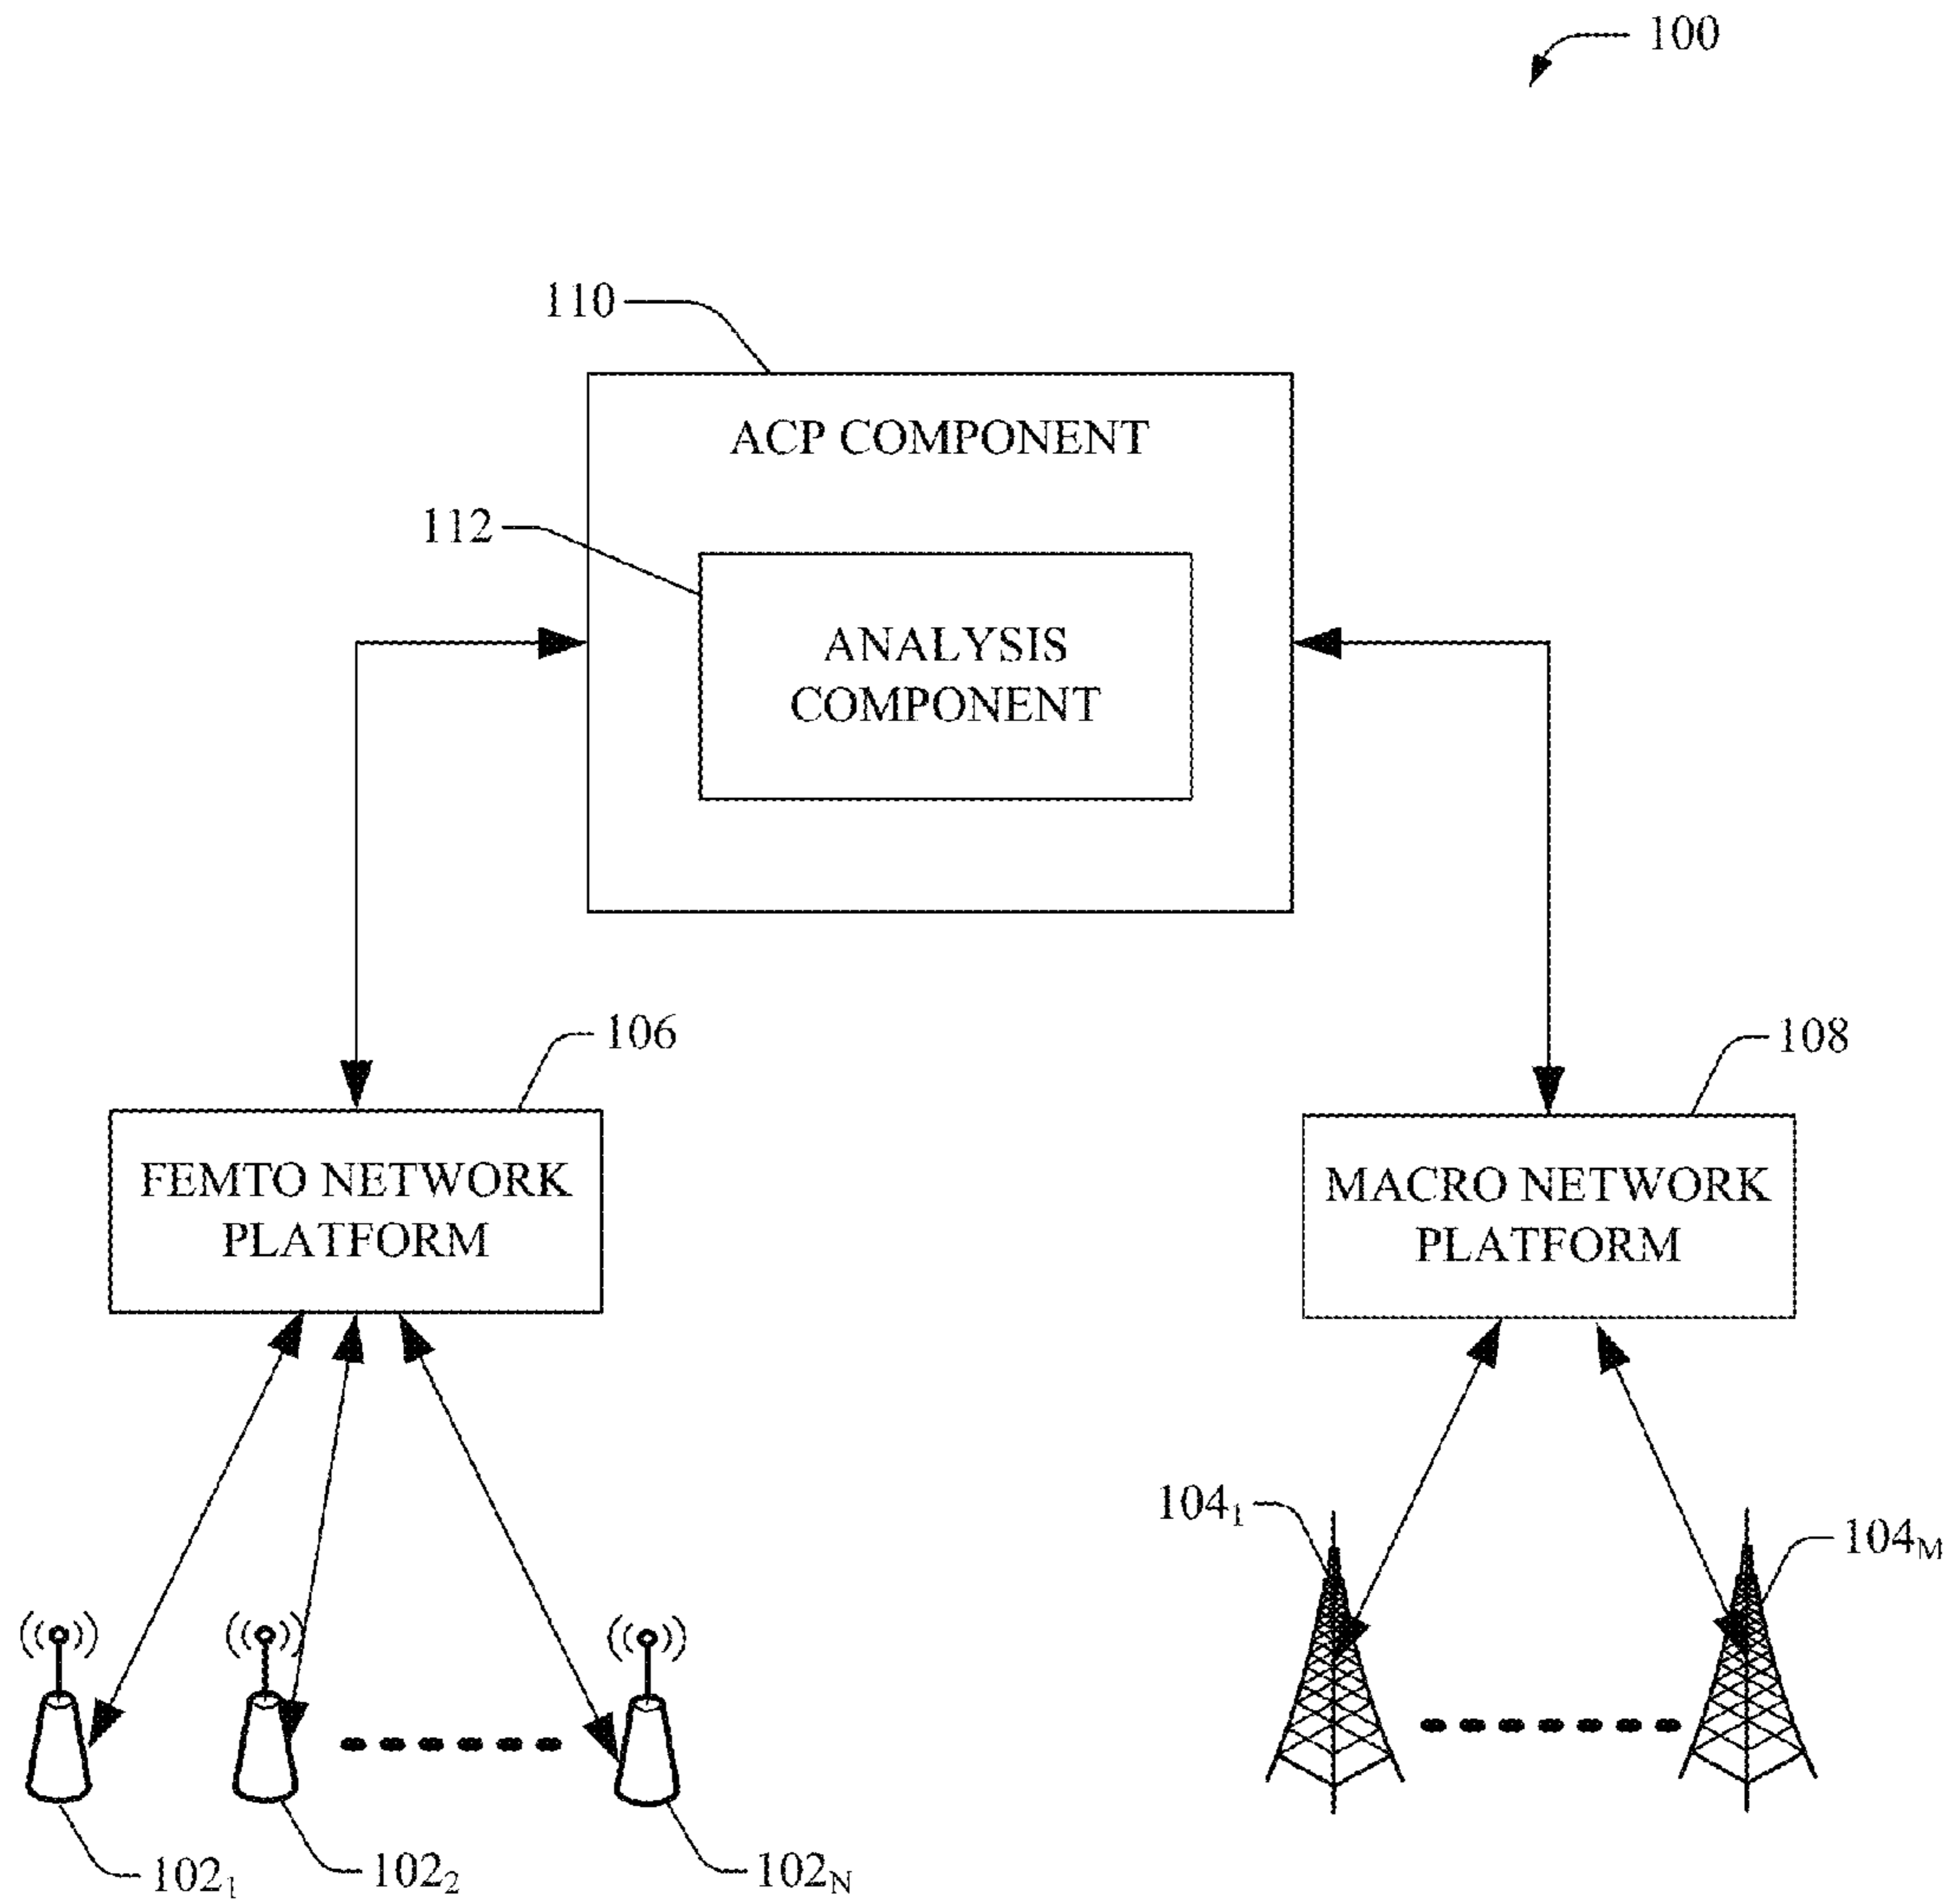 100
110
ACP COMPONENT
112
ANALYSIS
COMPONENT
106
108
FEMTO NETWORK
PLATFORM
MACRO NETWORK
PLATFORM
104₁
104M
102₁
102₂
102N